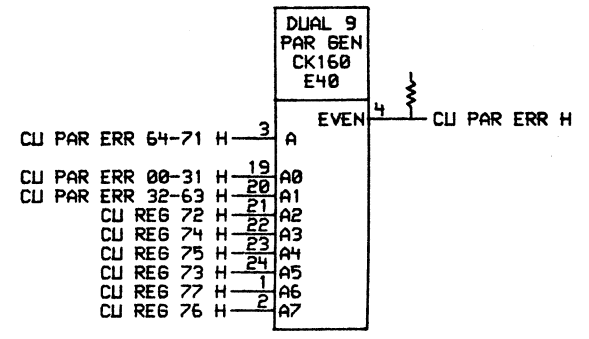 DUAL 9
PAR GEN
CK160
E40
EVEN 4 CU PAR ERR H
CU PAR ERR 64-71 H 3 A
CU PAR ERR 00-31 H 19 A0
CU PAR ERR 32-63 H 20 A1
CU REG 72 H 21 A2
CU REG 74 H 22 A3
CU REG 75 H 23 A4
CU REG 73 H 24 A5
CU REG 77 H 1 A6
CU REG 76 H 2 A7